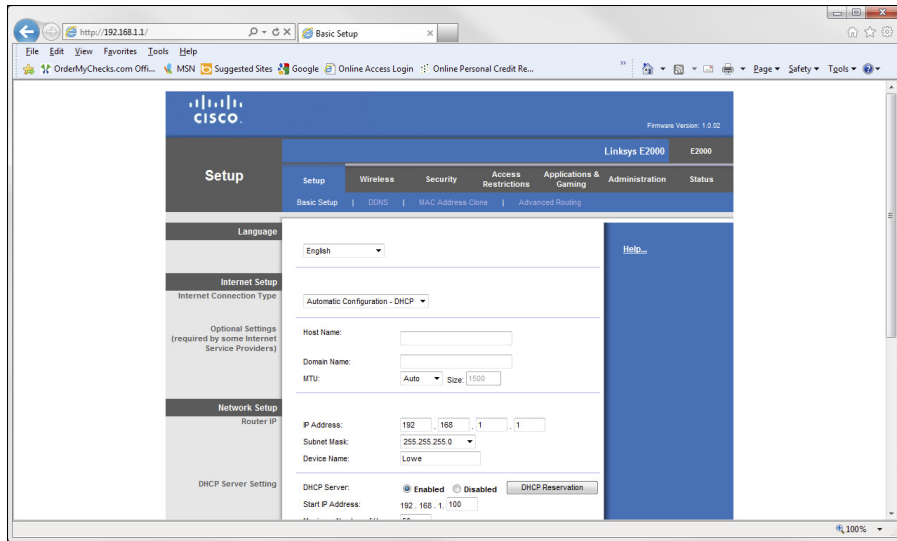 http://192.168.1.1/
Basic Setup
File Edit View Favorites Tools Help
OrderMyChecks.com Offi... MSN Suggested Sites Google Online Access Login Online Personal Credit Re... » Page Safety Tools
CISCO
Firmware Version: 1.0.02
Linksys E2000 E2000
Setup
Setup Wireless Security Access Restrictions Applications & Gaming Administration Status
Basic Setup | DDNS | MAC Address Clone | Advanced Routing
Language
English
Help...
Internet Setup
Internet Connection Type
Automatic Configuration - DHCP
Optional Settings
(required by some Internet
Service Providers)
Host Name:
Domain Name:
MTU: Auto Size: 1500
Network Setup
Router IP
IP Address: 192 . 168 . 1 . 1
Subnet Mask: 255.255.255.0
Device Name: Lowe
DHCP Server Setting
DHCP Server: Enabled Disabled DHCP Reservation
Start IP Address: 192 . 168 . 1. 100
100%